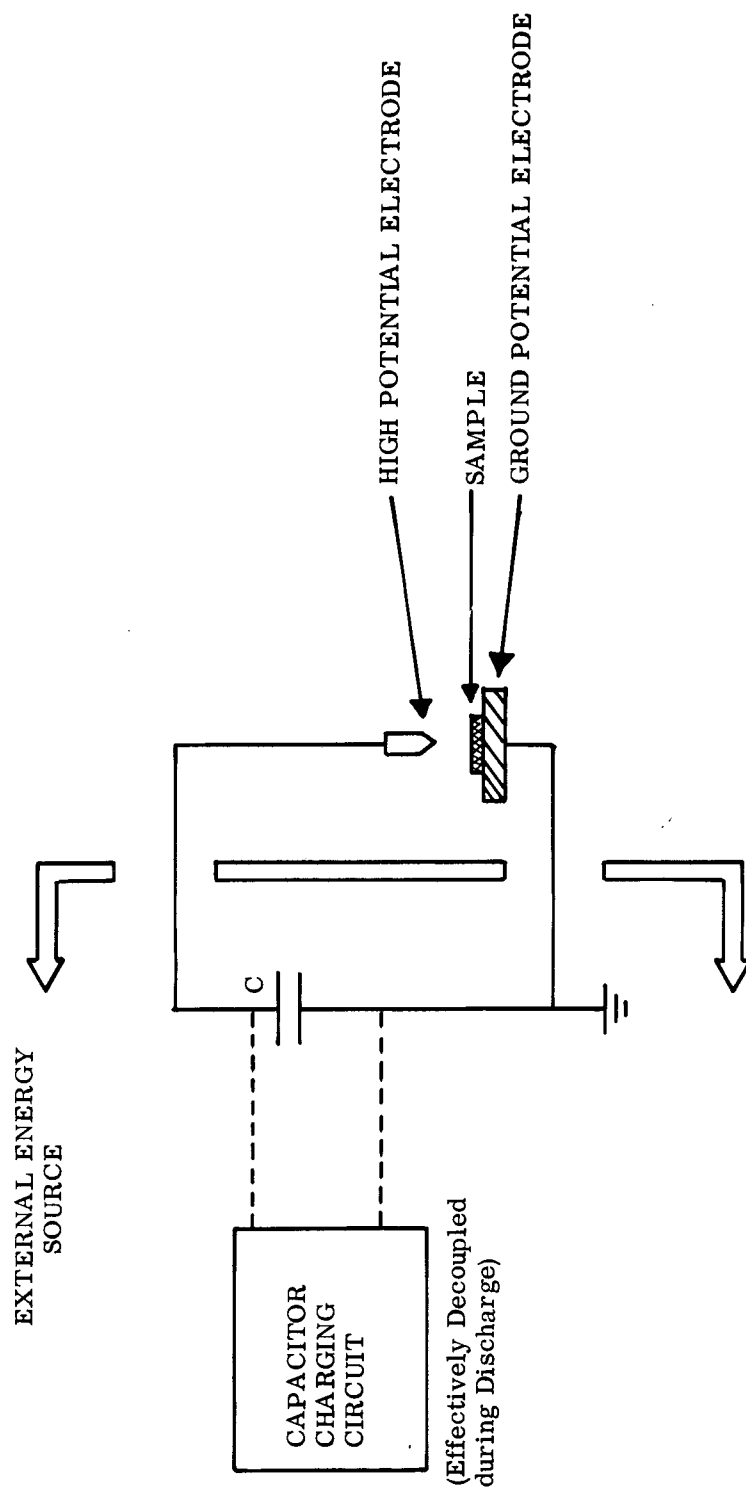 EXTERNAL ENERGY
SOURCE
CAPACITOR
CHARGING
CIRCUIT
(Effectively Decoupled
during Discharge)
C
HIGH POTENTIAL ELECTRODE
SAMPLE
GROUND POTENTIAL ELECTRODE